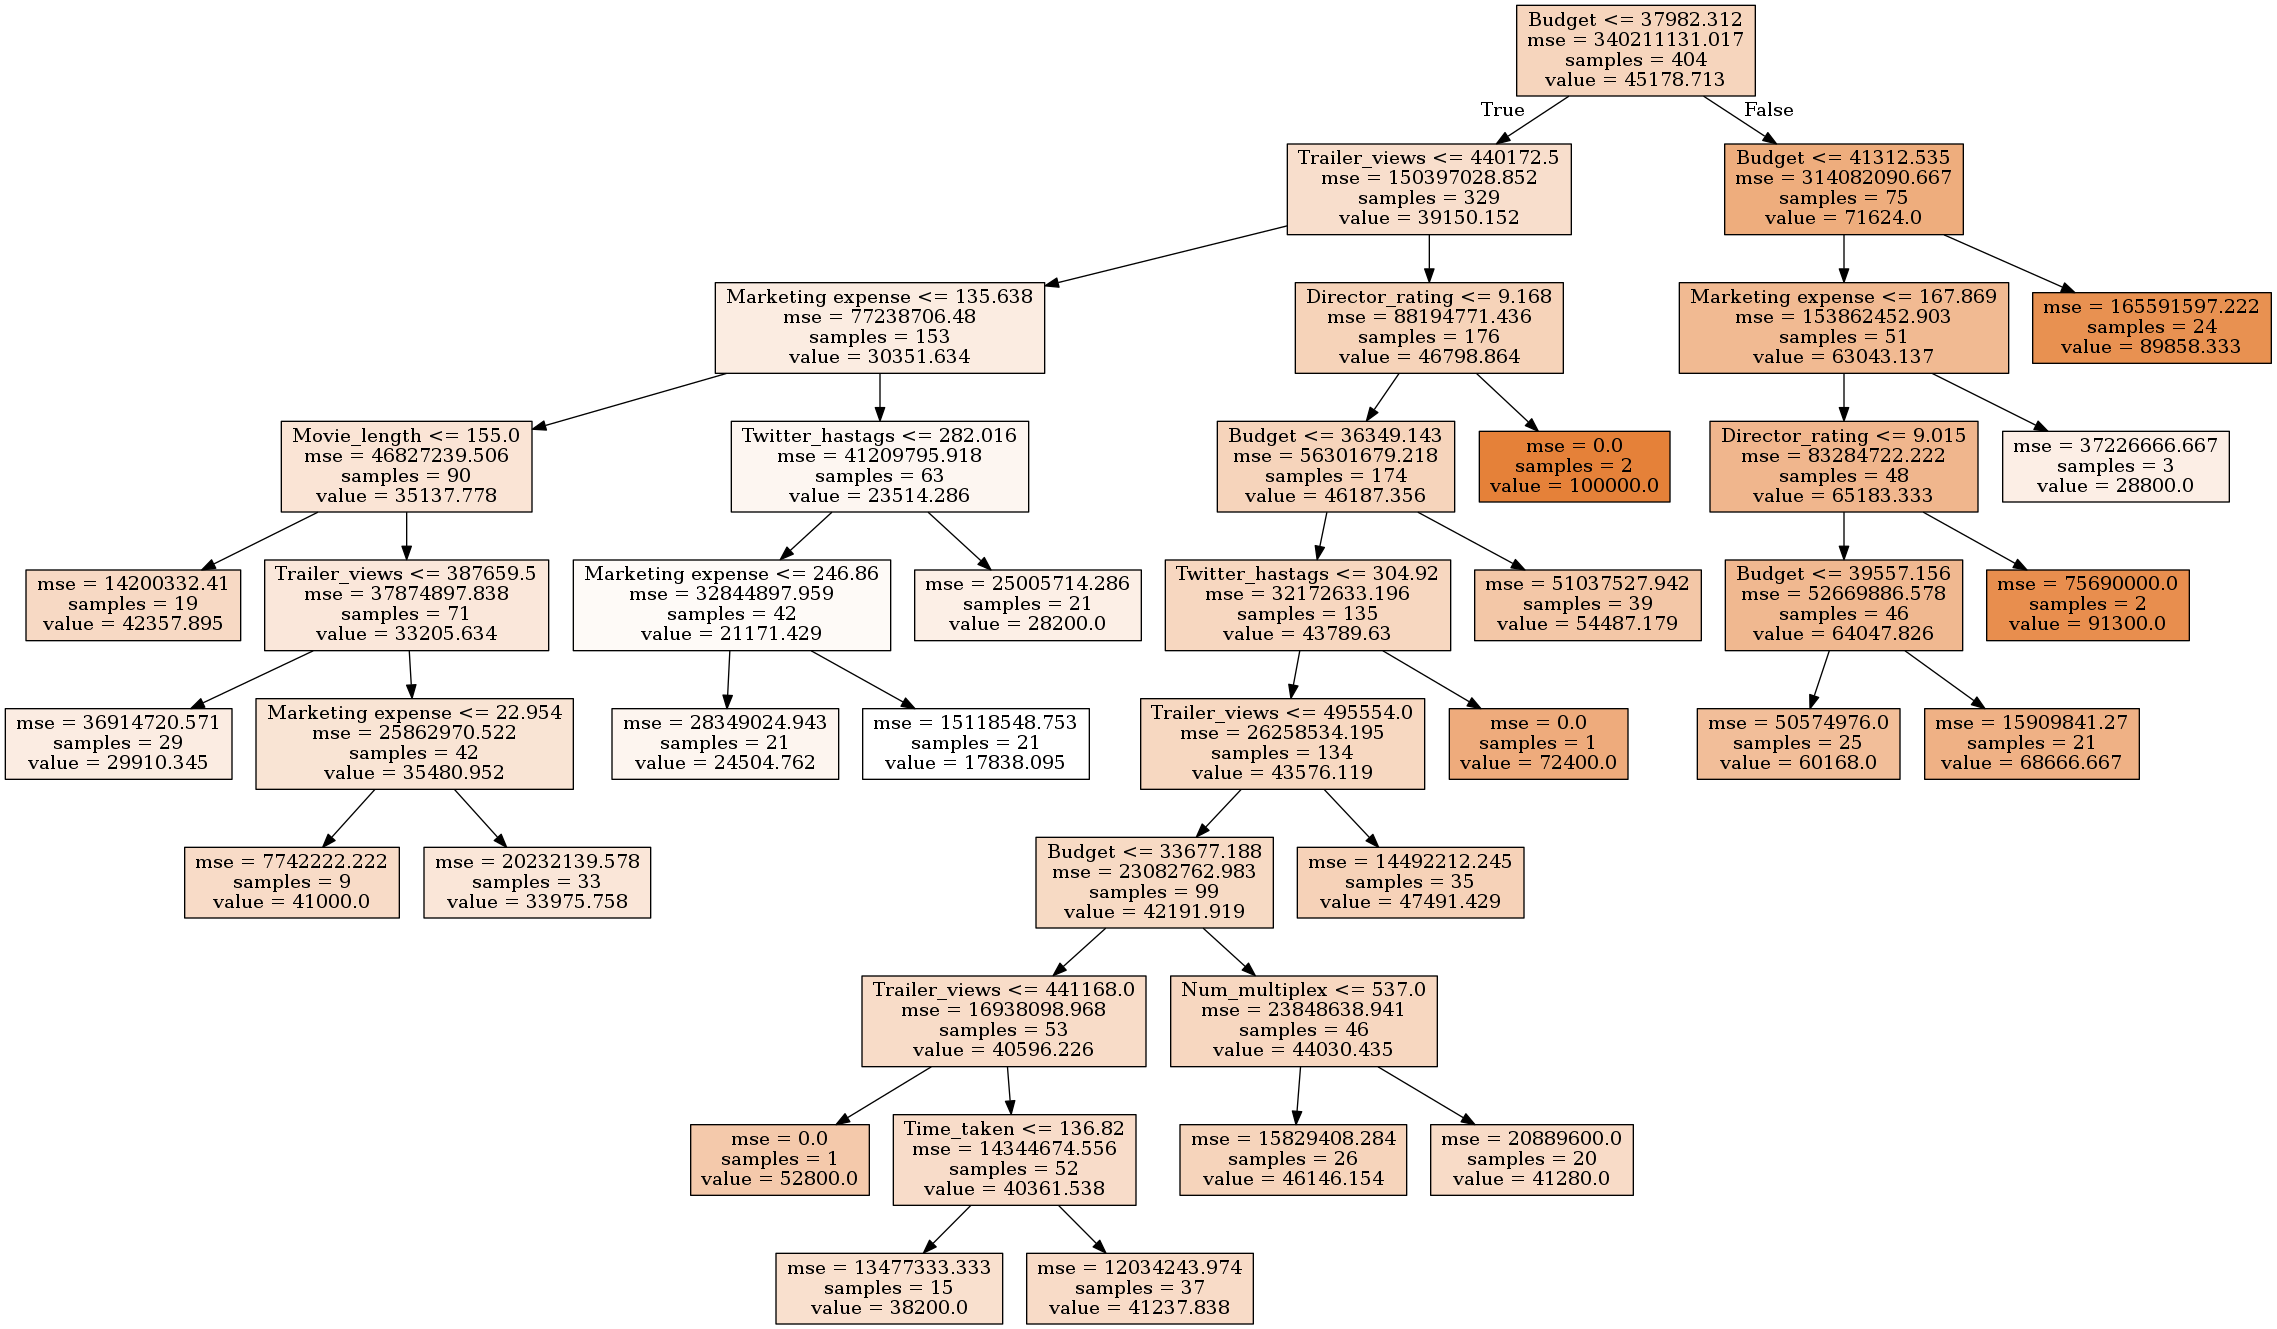 Budget <= 37982.312
mse = 340211131.017
samples = 404
value = 45178.713
True
False
Trailer_views <= 440172.5
mse = 150397028.852
samples = 329
value = 39150.152
Budget <= 41312.535
mse = 314082090.667
samples = 75
value = 71624.0
Marketing expense <= 135.638
mse = 77238706.48
samples = 153
value = 30351.634
Director_rating <= 9.168
mse = 88194771.436
samples = 176
value = 46798.864
Marketing expense <= 167.869
mse = 153862452.903
samples = 51
value = 63043.137
mse = 165591597.222
samples = 24
value = 89858.333
Movie_length <= 155.0
mse = 46827239.506
samples = 90
value = 35137.778
Twitter_hastags <= 282.016
mse = 41209795.918
samples = 63
value = 23514.286
Budget <= 36349.143
mse = 56301679.218
samples = 174
value = 46187.356
mse = 0.0
samples = 2
value = 100000.0
Director_rating <= 9.015
mse = 83284722.222
samples = 48
value = 65183.333
mse = 37226666.667
samples = 3
value = 28800.0
mse = 14200332.41
samples = 19
value = 42357.895
Trailer_views <= 387659.5
mse = 37874897.838
samples = 71
value = 33205.634
Marketing expense <= 246.86
mse = 32844897.959
samples = 42
value = 21171.429
mse = 25005714.286
samples = 21
value = 28200.0
Twitter_hastags <= 304.92
mse = 32172633.196
samples = 135
value = 43789.63
mse = 51037527.942
samples = 39
value = 54487.179
Budget <= 39557.156
mse = 52669886.578
samples = 46
value = 64047.826
mse = 75690000.0
samples = 2
value = 91300.0
mse = 36914720.571
samples = 29
value = 29910.345
Marketing expense <= 22.954
mse = 25862970.522
samples = 42
value = 35480.952
mse = 28349024.943
samples = 21
value = 24504.762
mse = 15118548.753
samples = 21
value = 17838.095
Trailer_views <= 495554.0
mse = 26258534.195
samples = 134
value = 43576.119
mse = 0.0
samples = 1
value = 72400.0
mse = 50574976.0
samples = 25
value = 60168.0
mse = 15909841.27
samples = 21
value = 68666.667
mse = 7742222.222
samples = 9
value = 41000.0
mse = 20232139.578
samples = 33
value = 33975.758
Budget <= 33677.188
mse = 23082762.983
samples = 99
value = 42191.919
mse = 14492212.245
samples = 35
value = 47491.429
Trailer_views <= 441168.0
mse = 16938098.968
samples = 53
value = 40596.226
Num_multiplex <= 537.0
mse = 23848638.941
samples = 46
value = 44030.435
mse = 0.0
samples = 1
value = 52800.0
Time_taken <= 136.82
mse = 14344674.556
samples = 52
value = 40361.538
mse = 15829408.284
samples = 26
value = 46146.154
mse = 20889600.0
samples = 20
value = 41280.0
mse = 13477333.333
samples = 15
value = 38200.0
mse = 12034243.974
samples = 37
value = 41237.838